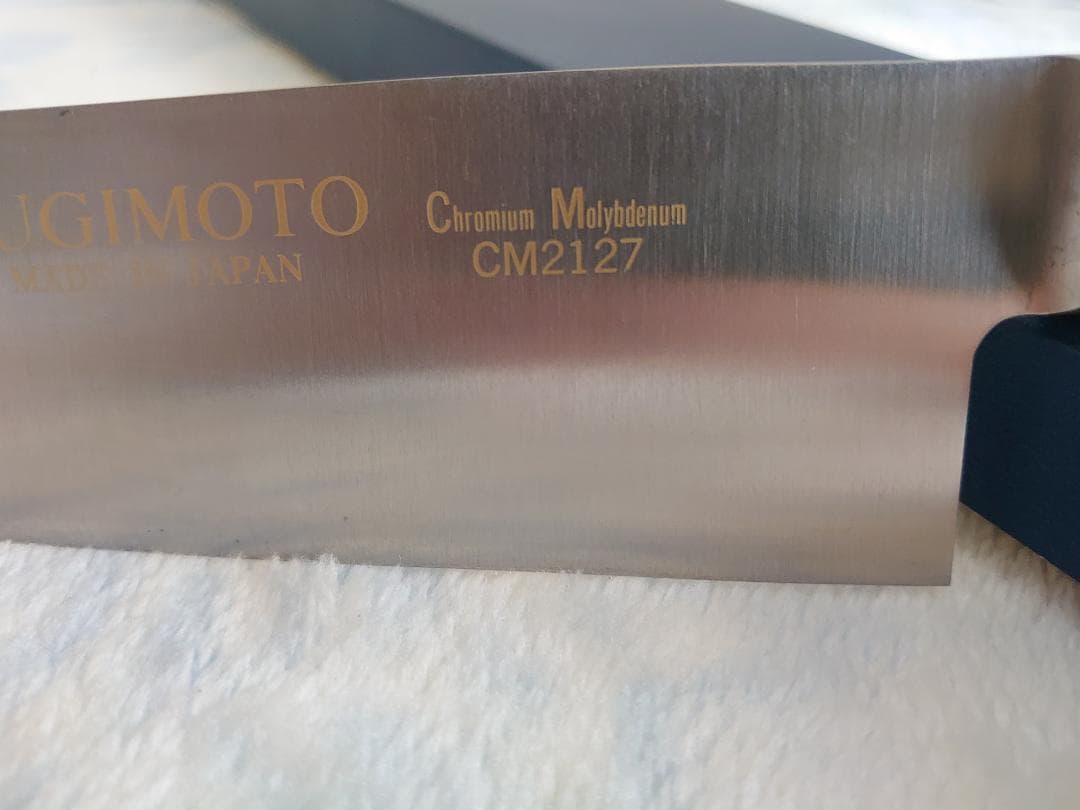 UGIMOTO
MADE IN JAPAN
Chromium Molybdenum
CM2127